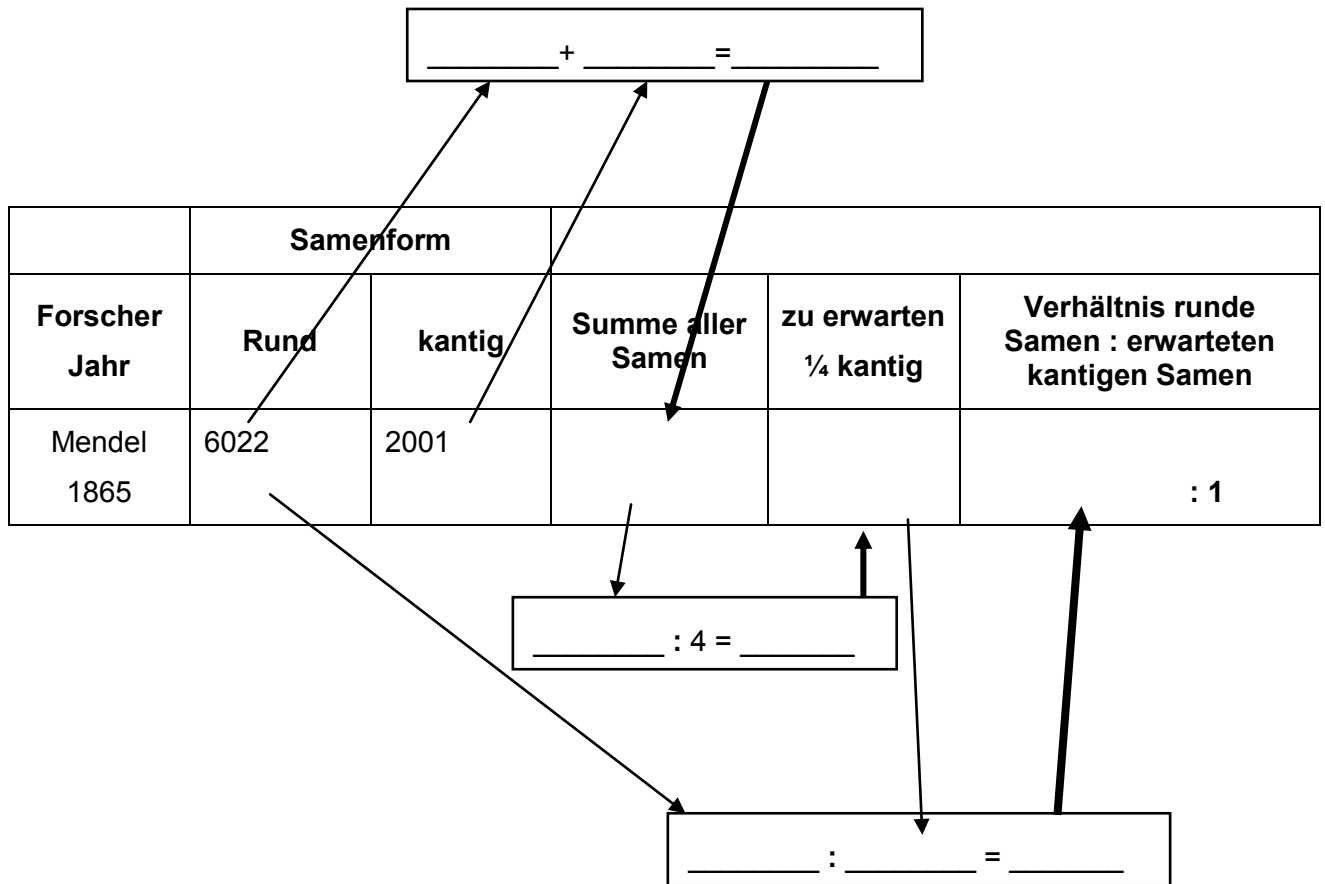 ________+ ________=_________
Samenform
Forscher
Jahr
Rund
kantig
Summe aller
Samen
zu erwarten
¼ kantig
Verhältnis runde
Samen : erwarteten
kantigen Samen
Mendel
1865
6022
2001
: 1
________ : 4 = _______
________ : ________ = _______